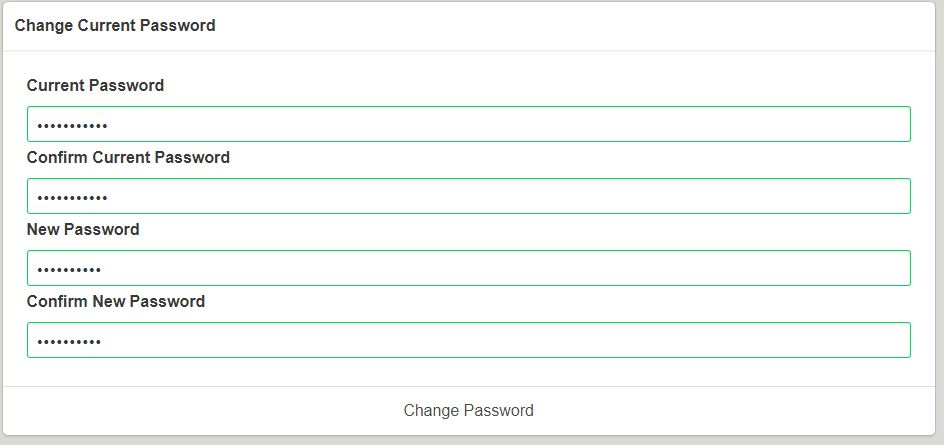 Change Current Password
Current Password
•••••••••••
Confirm Current Password
•••••••••••
New Password
••••••••••
Confirm New Password
••••••••••
Change Password